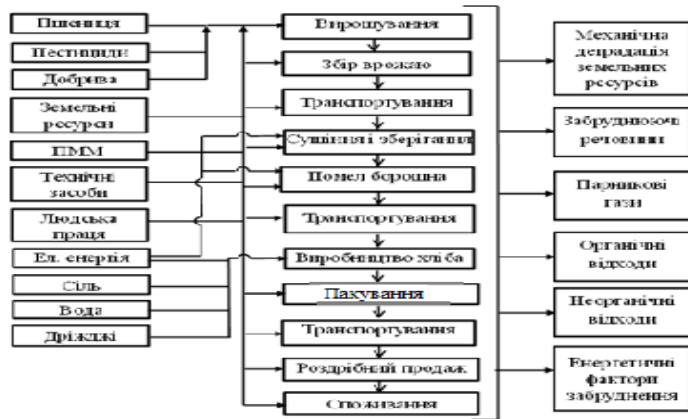 Пшениця
Пестициди
Добрива
Земельні
ресурси
ПММ
Технічні
засоби
Людська
праця
Ел. енергія
Сіль
Вода
Дріжджі
Вирошування
Збір врожаю
Транспортування
Сушіння і зберігання
Помел борошна
Транспортування
Виробництво хліба
Пакування
Транспортування
Роздрібний продаж
Споживання
Механічна
деградація
земельних
ресурсів
Забруднюючі
речовини
Парникові
гази
Органічні
відходи
Неорганічні
відходи
Енергетичні
фактори
забруднення